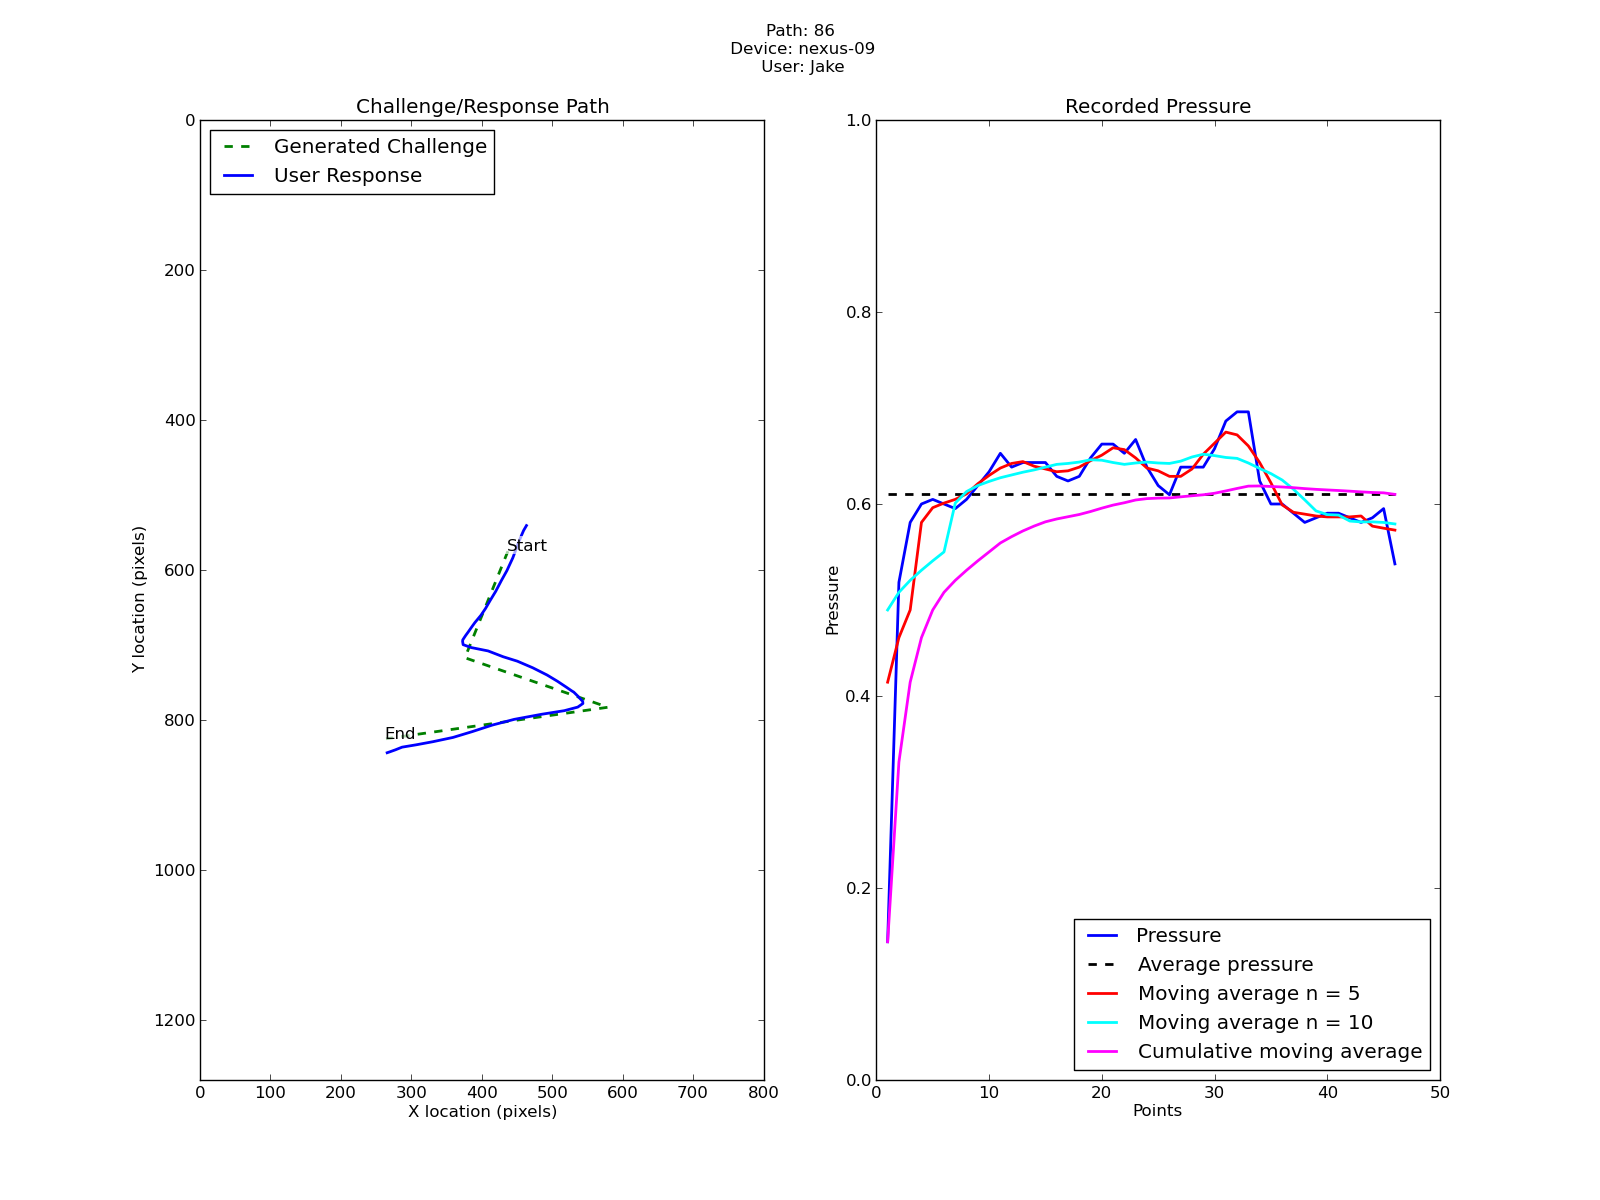 Path: 86
Device: nexus-09
User: Jake
Challenge/Response Path
Generated Challenge
User Response
Start
End
0
200
400
600
800
1000
1200
Y location (pixels)
0 100 200 300 400 500 600 700 800
X location (pixels)
Recorded Pressure
1.0
0.8
0.6
0.4
0.2
0.0
Pressure
Pressure
Average pressure
Moving average n = 5
Moving average n = 10
Cumulative moving average
0 10 20 30 40 50
Points